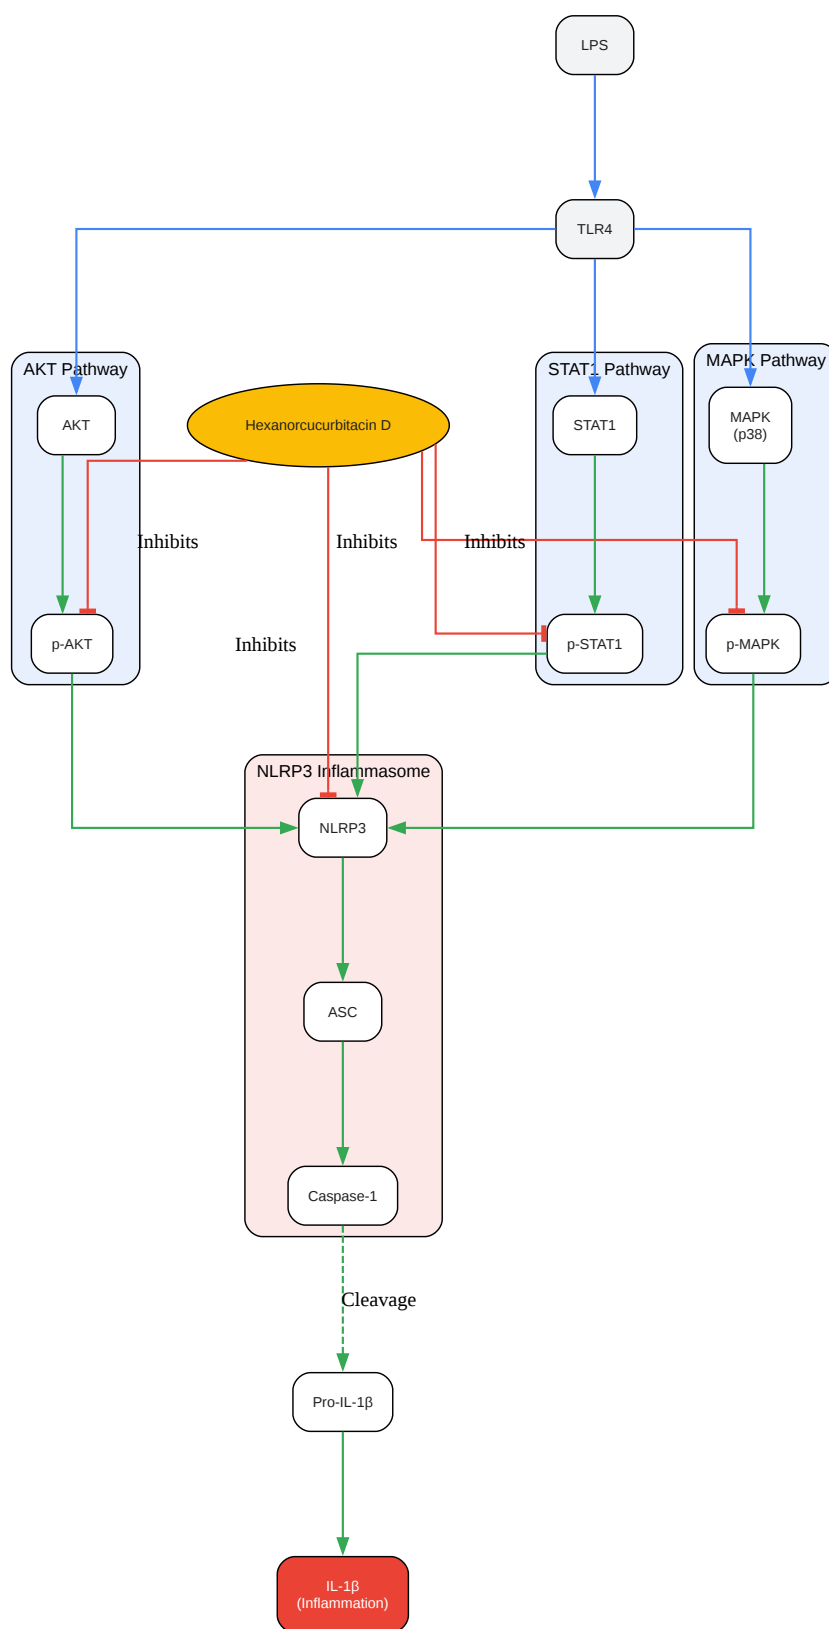 LPS
TLR4
AKT Pathway
STAT1 Pathway
MAPK Pathway
AKT
Hexanorcucurbitacin D
STAT1
MAPK
(p38)
Inhibits
Inhibits
Inhibits
Inhibits
p-AKT
p-STAT1
p-MAPK
NLRP3 Inflammasome
NLRP3
ASC
Caspase-1
Cleavage
Pro-IL-1β
IL-1β
(Inflammation)